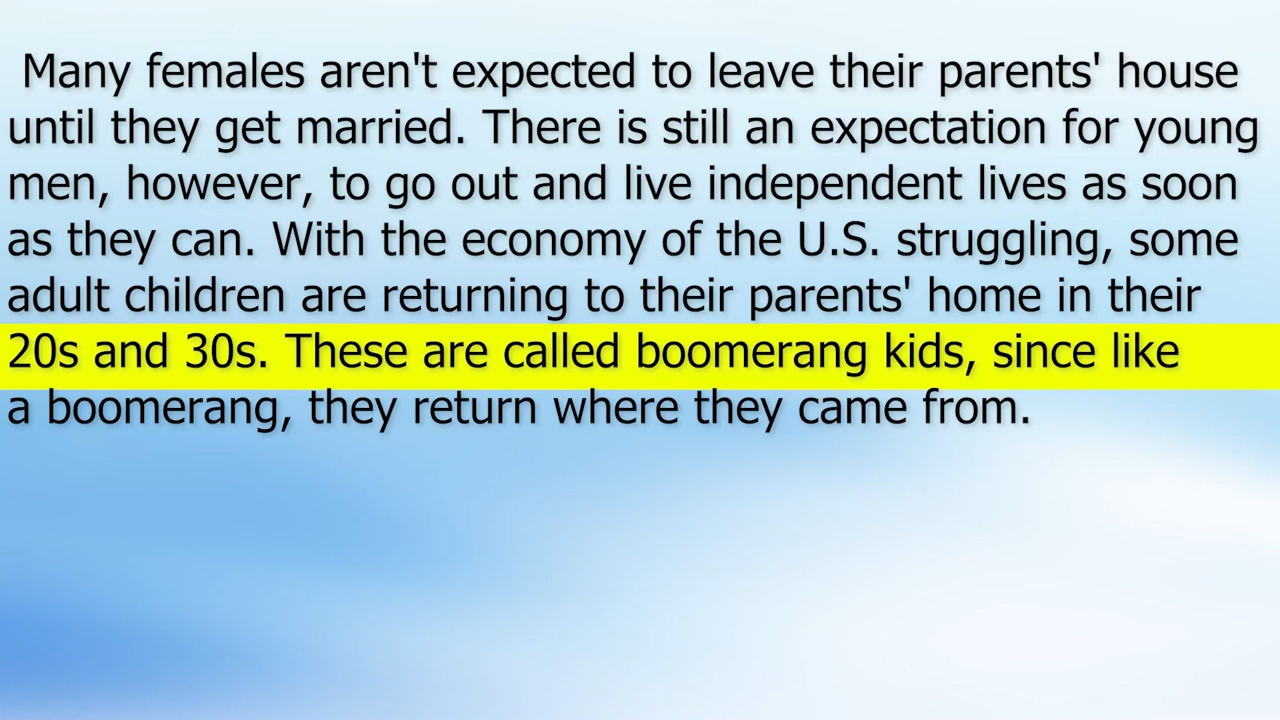 Many females aren't expected to leave their parents' house
until they get married. There is still an expectation for young
men, however, to go out and live independent lives as soon
as they can. With the economy of the U.S. struggling, some
adult children are returning to their parents' home in their
20s and 30s. These are called boomerang kids, since like
a boomerang, they return where they came from.